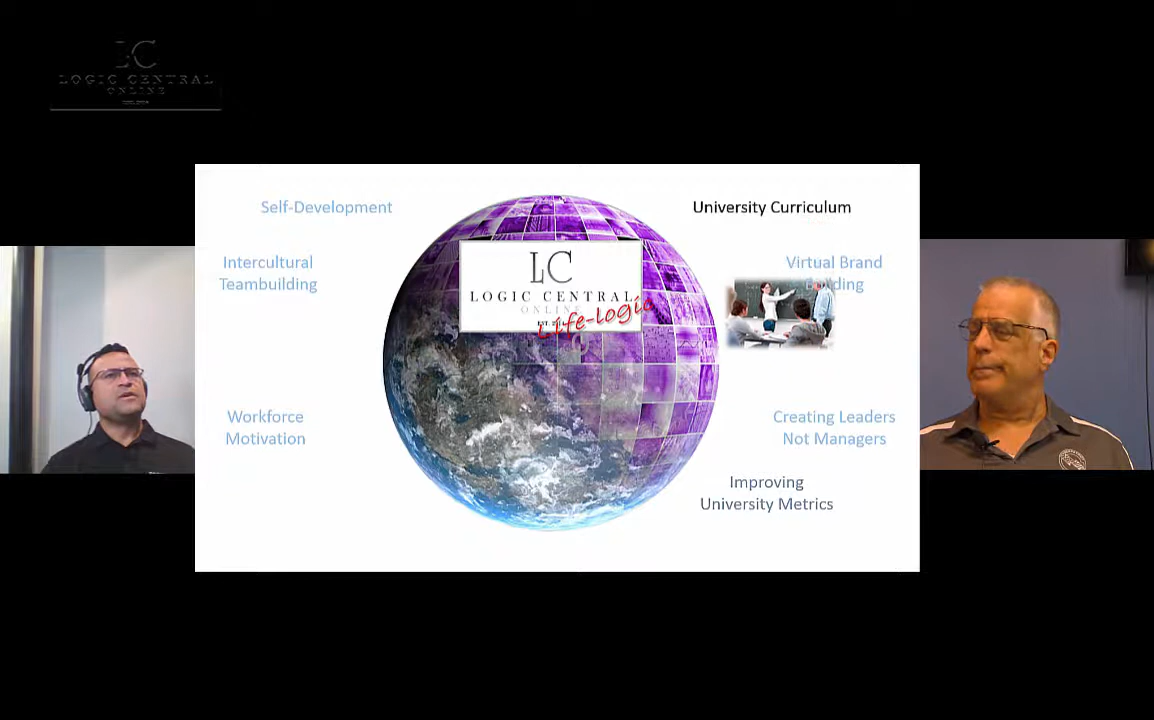 LC
LOGIC CENTRAL
ONLINE
Self-Development
University Curriculum
Intercultural
Teambuilding
Virtual Brand
Building
LC
LOGIC CENTRAL
ONLINE
Life-logic
Workforce
Motivation
Creating Leaders
Not Managers
Improving
University Metrics